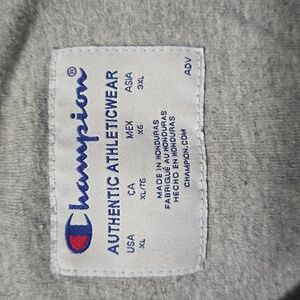 Champion®
AUTHENTIC ATHLETICWEAR
USA CA MEX ASIA
XL XL/TG XG 3XL
MADE IN HONDURAS
FABRIQUÉ AU HONDURAS
HECHO EN HONDURAS
CHAMPION.COM
ADV